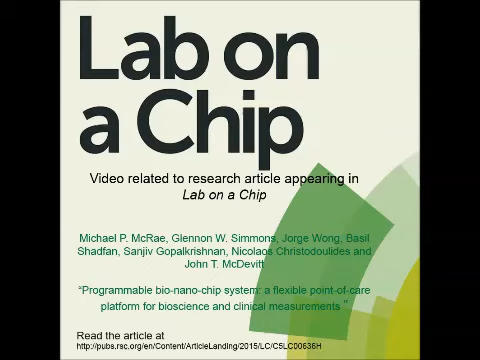 Lab on
a Chip
Video related to research article appearing in
Lab on a Chip
Michael P. McRae, Glennon W. Simmons, Jorge Wong, Basil
Shadfan, Sanjiv Gopalkrishnan, Nicolaos Christodoulides and
John T. McDevitt
“Programmable bio-nano-chip system: a flexible point-of-care
platform for bioscience and clinical measurements ”
Read the article at
http://pubs.rsc.org/en/Content/ArticleLanding/2015/LC/C5LC00636H